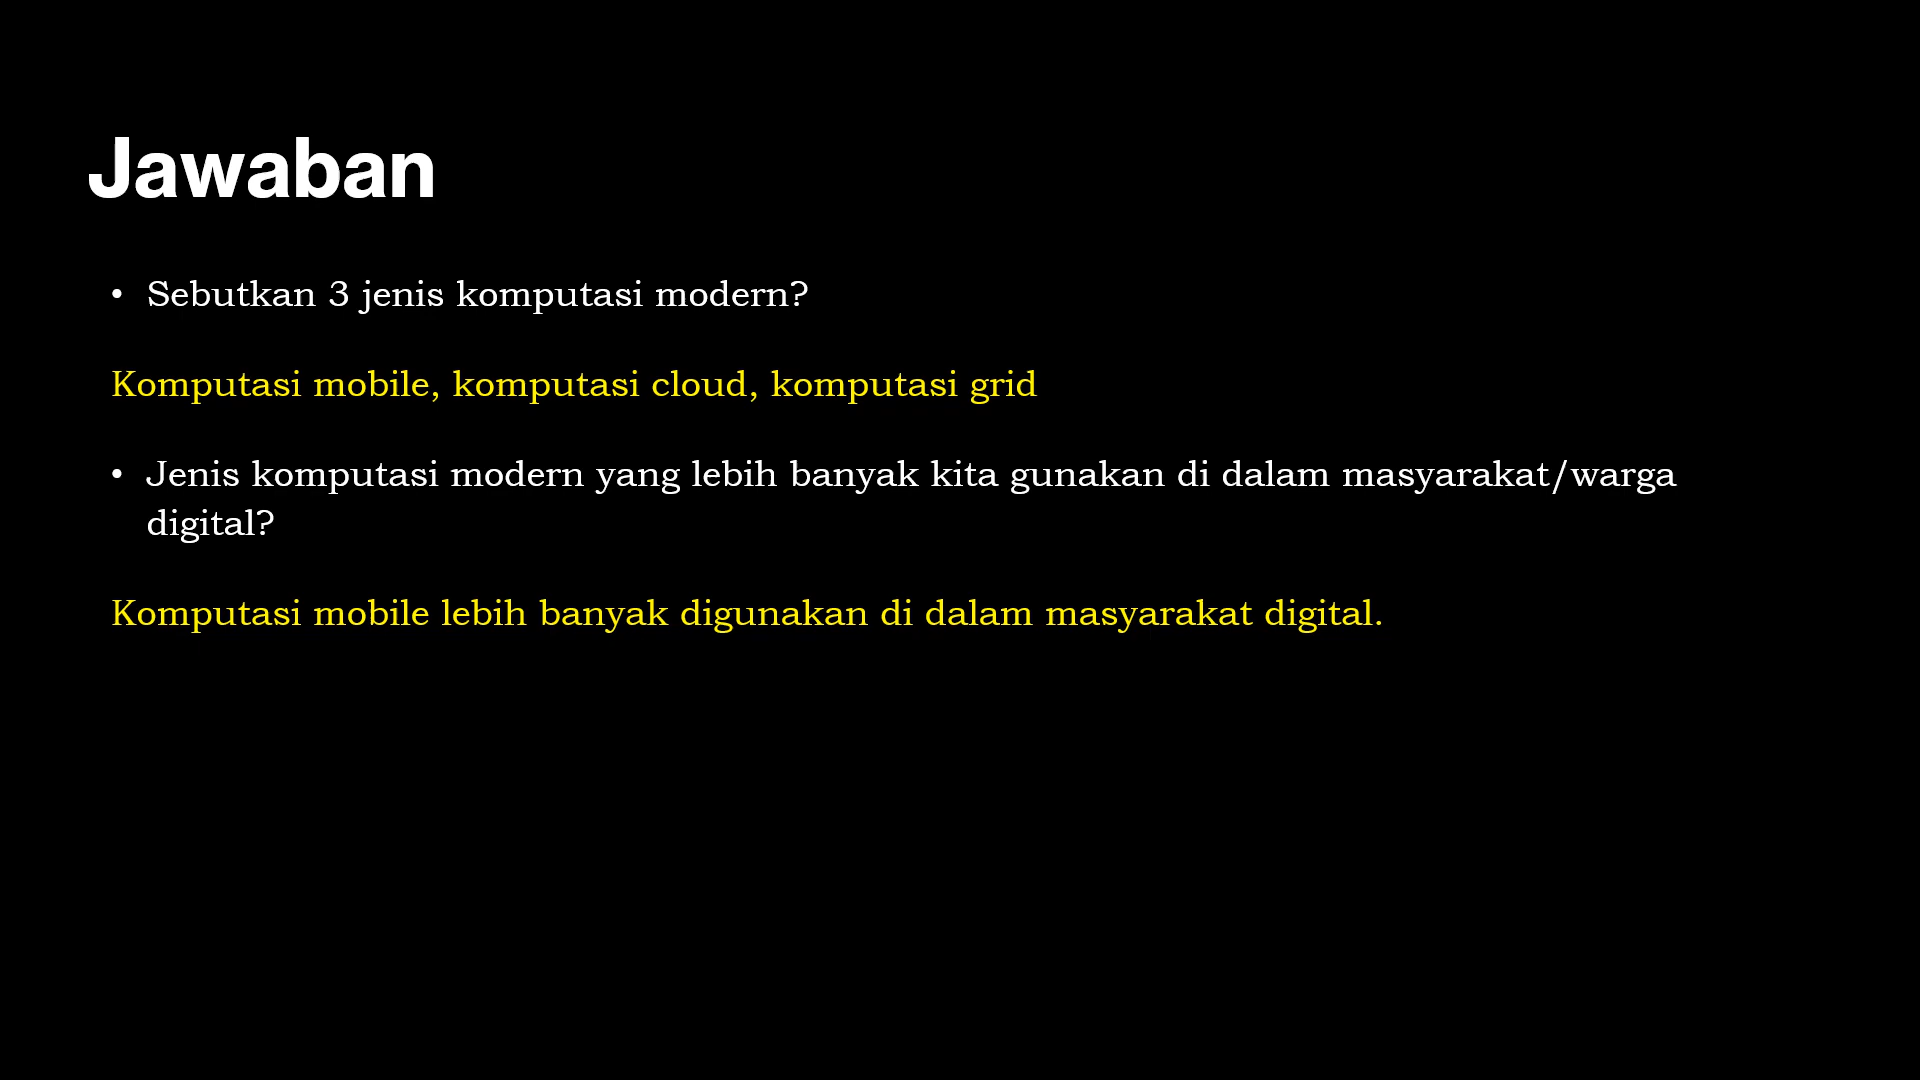 Jawaban
• Sebutkan 3 jenis komputasi modern?
Komputasi mobile, komputasi cloud, komputasi grid
• Jenis komputasi modern yang lebih banyak kita gunakan di dalam masyarakat/warga
digital?
Komputasi mobile lebih banyak digunakan di dalam masyarakat digital.